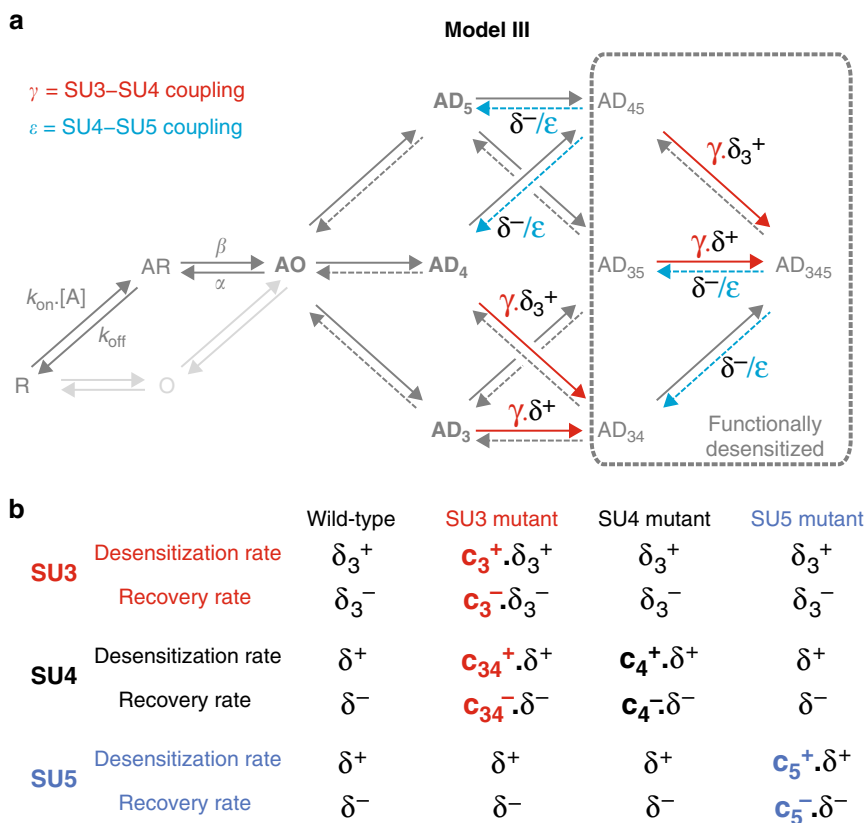 a
Model III
γ = SU3–SU4 coupling
ε = SU4–SU5 coupling
AD₅
AD₄₅
δ⁻/ε
γ.δ₃⁺
δ⁻/ε
AR
β
α
AO
AD₄
AD₃₅
γ.δ⁺
δ⁻/ε
AD₃₄₅
kon.[A]
koff
γ.δ₃⁺
δ⁻/ε
R
O
AD₃
γ.δ⁺
AD₃₄
Functionally
desensitized
b
Wild-type SU3 mutant SU4 mutant SU5 mutant
SU3
Desensitization rate δ₃⁺ c₃⁺.δ₃⁺ δ₃⁺ δ₃⁺
Recovery rate δ₃⁻ c₃⁻.δ₃⁻ δ₃⁻ δ₃⁻
SU4
Desensitization rate δ⁺ c₃₄⁺.δ⁺ c₄⁺.δ⁺ δ⁺
Recovery rate δ⁻ c₃₄⁻.δ⁻ c₄⁻.δ⁻ δ⁻
SU5
Desensitization rate δ⁺ δ⁺ δ⁺ c₅⁺.δ⁺
Recovery rate δ⁻ δ⁻ δ⁻ c₅⁻.δ⁻